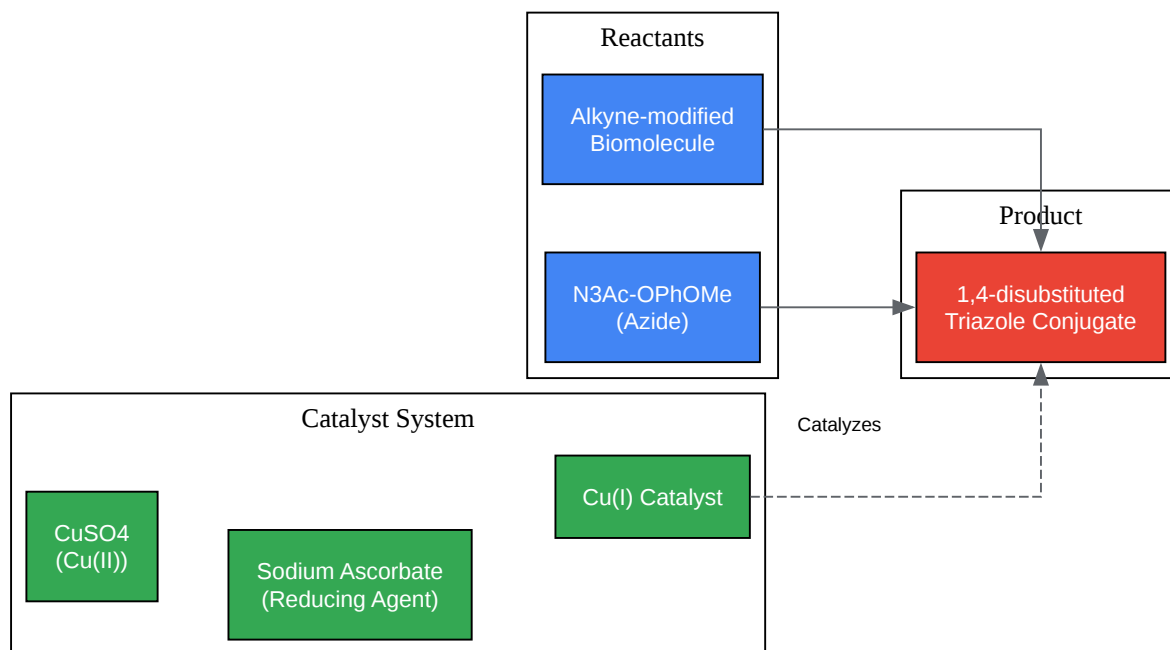 Reactants
Alkyne-modified
Biomolecule
N3Ac-OPhOMe
(Azide)
Product
1,4-disubstituted
Triazole Conjugate
Catalyst System
Catalyzes
Cu(I) Catalyst
CuSO4
(Cu(II))
Sodium Ascorbate
(Reducing Agent)